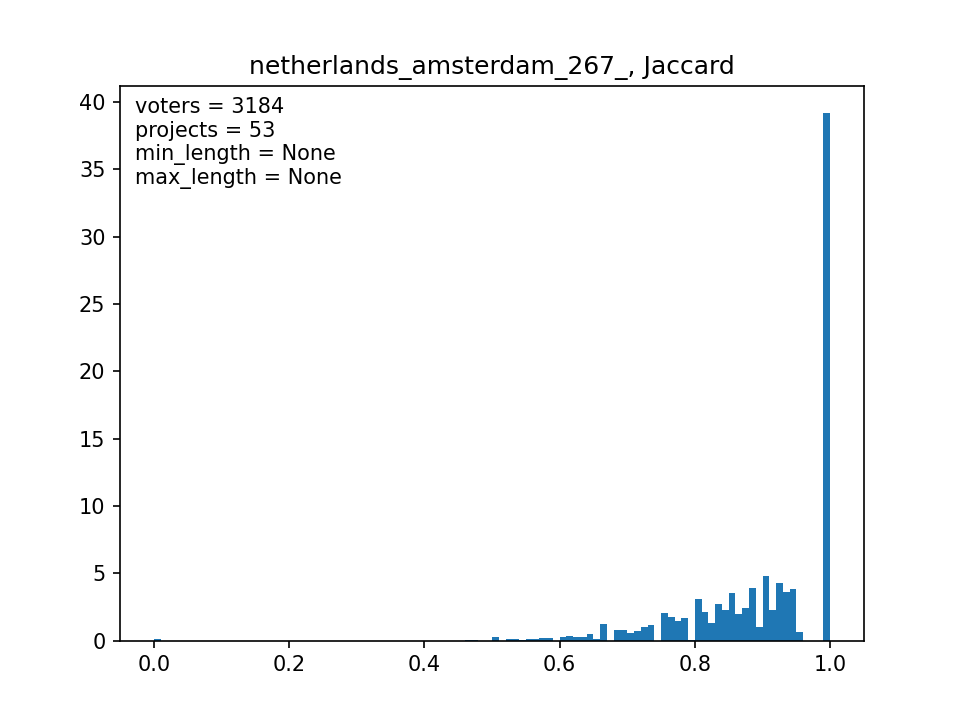 netherlands_amsterdam_267_, Jaccard
voters = 3184
projects = 53
min_length = None
max_length = None
40
35
30
25
20
15
10
5
0
0.0 0.2 0.4 0.6 0.8 1.0